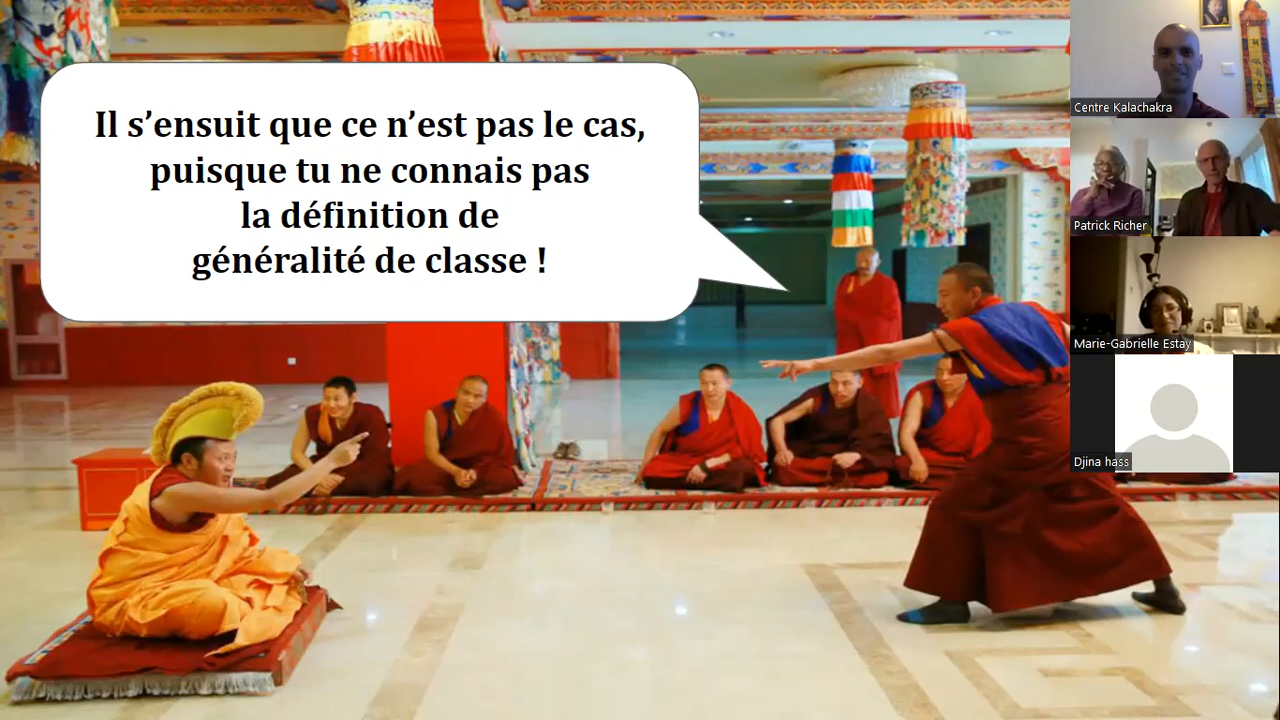 Il s’ensuit que ce n’est pas le cas,
puisque tu ne connais pas
la définition de
généralité de classe !
Centre Kalachakra
Patrick Richer
Marie-Gabrielle Estay
Djina hass